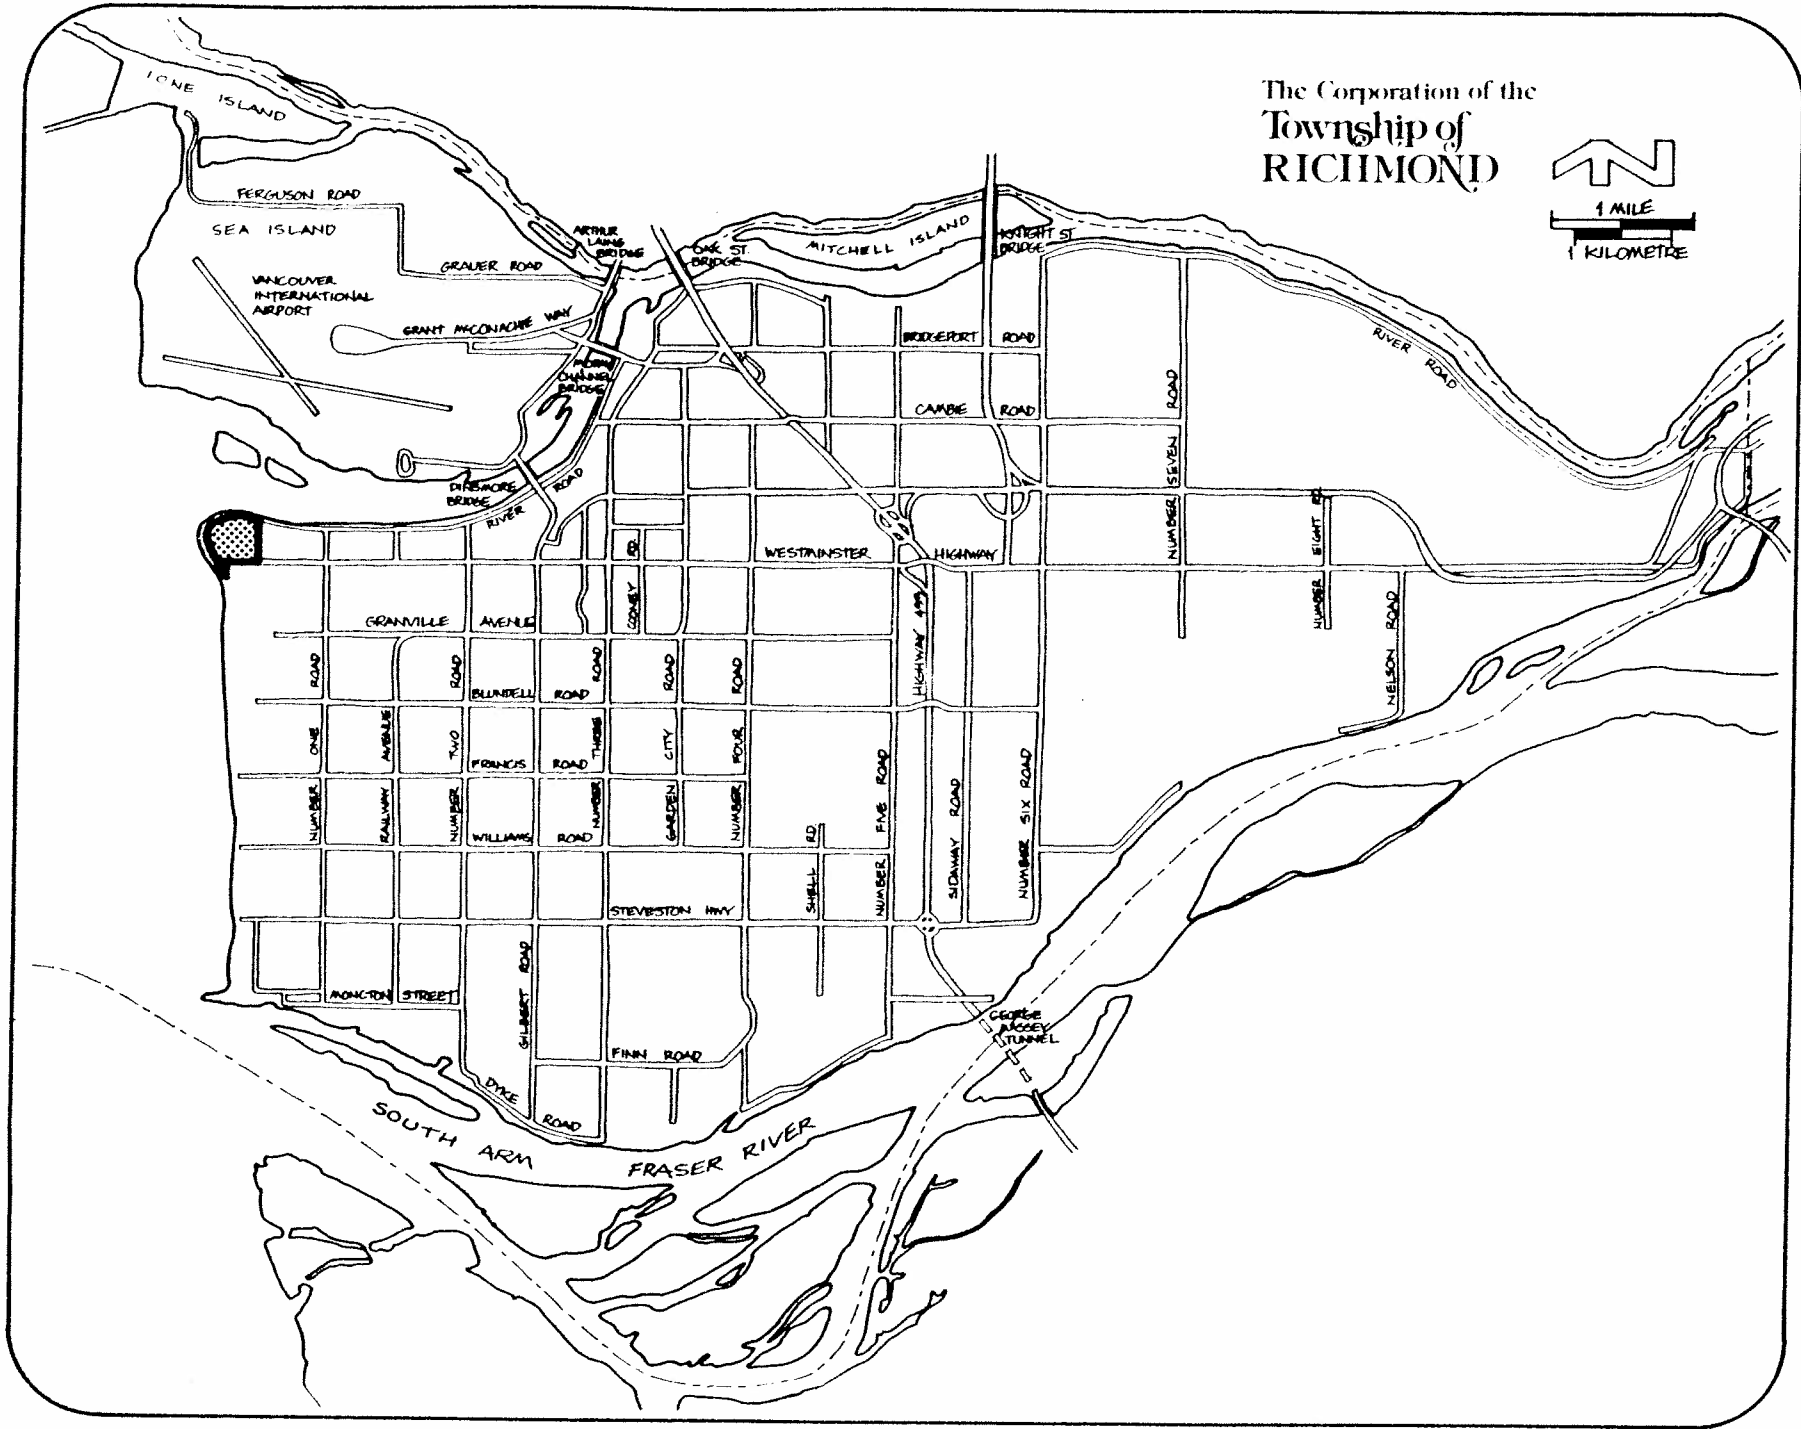 The Corporation of the
Township of
RICHMOND
N
1 MILE
1 KILOMETRE
IONE ISLAND
FERGUSON ROAD
SEA ISLAND
VANCOUVER
INTERNATIONAL
AIRPORT
GRAUER ROAD
GRANT McCONACHIE WAY
ARTHUR
LAING
BRIDGE
OAK ST.
BRIDGE
MITCHELL ISLAND
KNIGHT ST
BRIDGE
MORAY
CHANNEL
BRIDGE
BRIDGEPORT ROAD
RIVER ROAD
CAMBIE ROAD
NUMBER SEVEN ROAD
DINSMORE
BRIDGE
RIVER ROAD
COONEY RD
WESTMINSTER HIGHWAY
NUMBER EIGHT RD.
NELSON ROAD
GRANVILLE AVENUE
HIGHWAY 499
BLUNDELL ROAD
FRANCIS ROAD
WILLIAMS ROAD
NUMBER ONE ROAD
RAILWAY AVENUE
NUMBER TWO ROAD
NUMBER THREE ROAD
GARDEN CITY ROAD
NUMBER FOUR ROAD
SHELL RD
NUMBER FIVE ROAD
SIDAWAY ROAD
NUMBER SIX ROAD
STEVESTON HWY
GILBERT ROAD
MONCTON STREET
FINN ROAD
DYKE ROAD
GEORGE
MASSEY
TUNNEL
SOUTH ARM FRASER RIVER